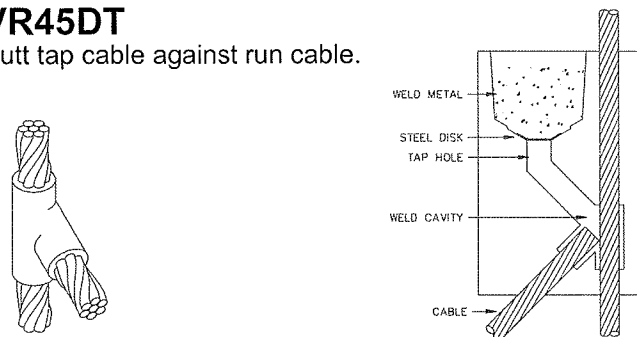 VR45DT
utt tap cable against run cable.
WELD METAL
STEEL DISK
TAP HOLE
WELD CAVITY
CABLE